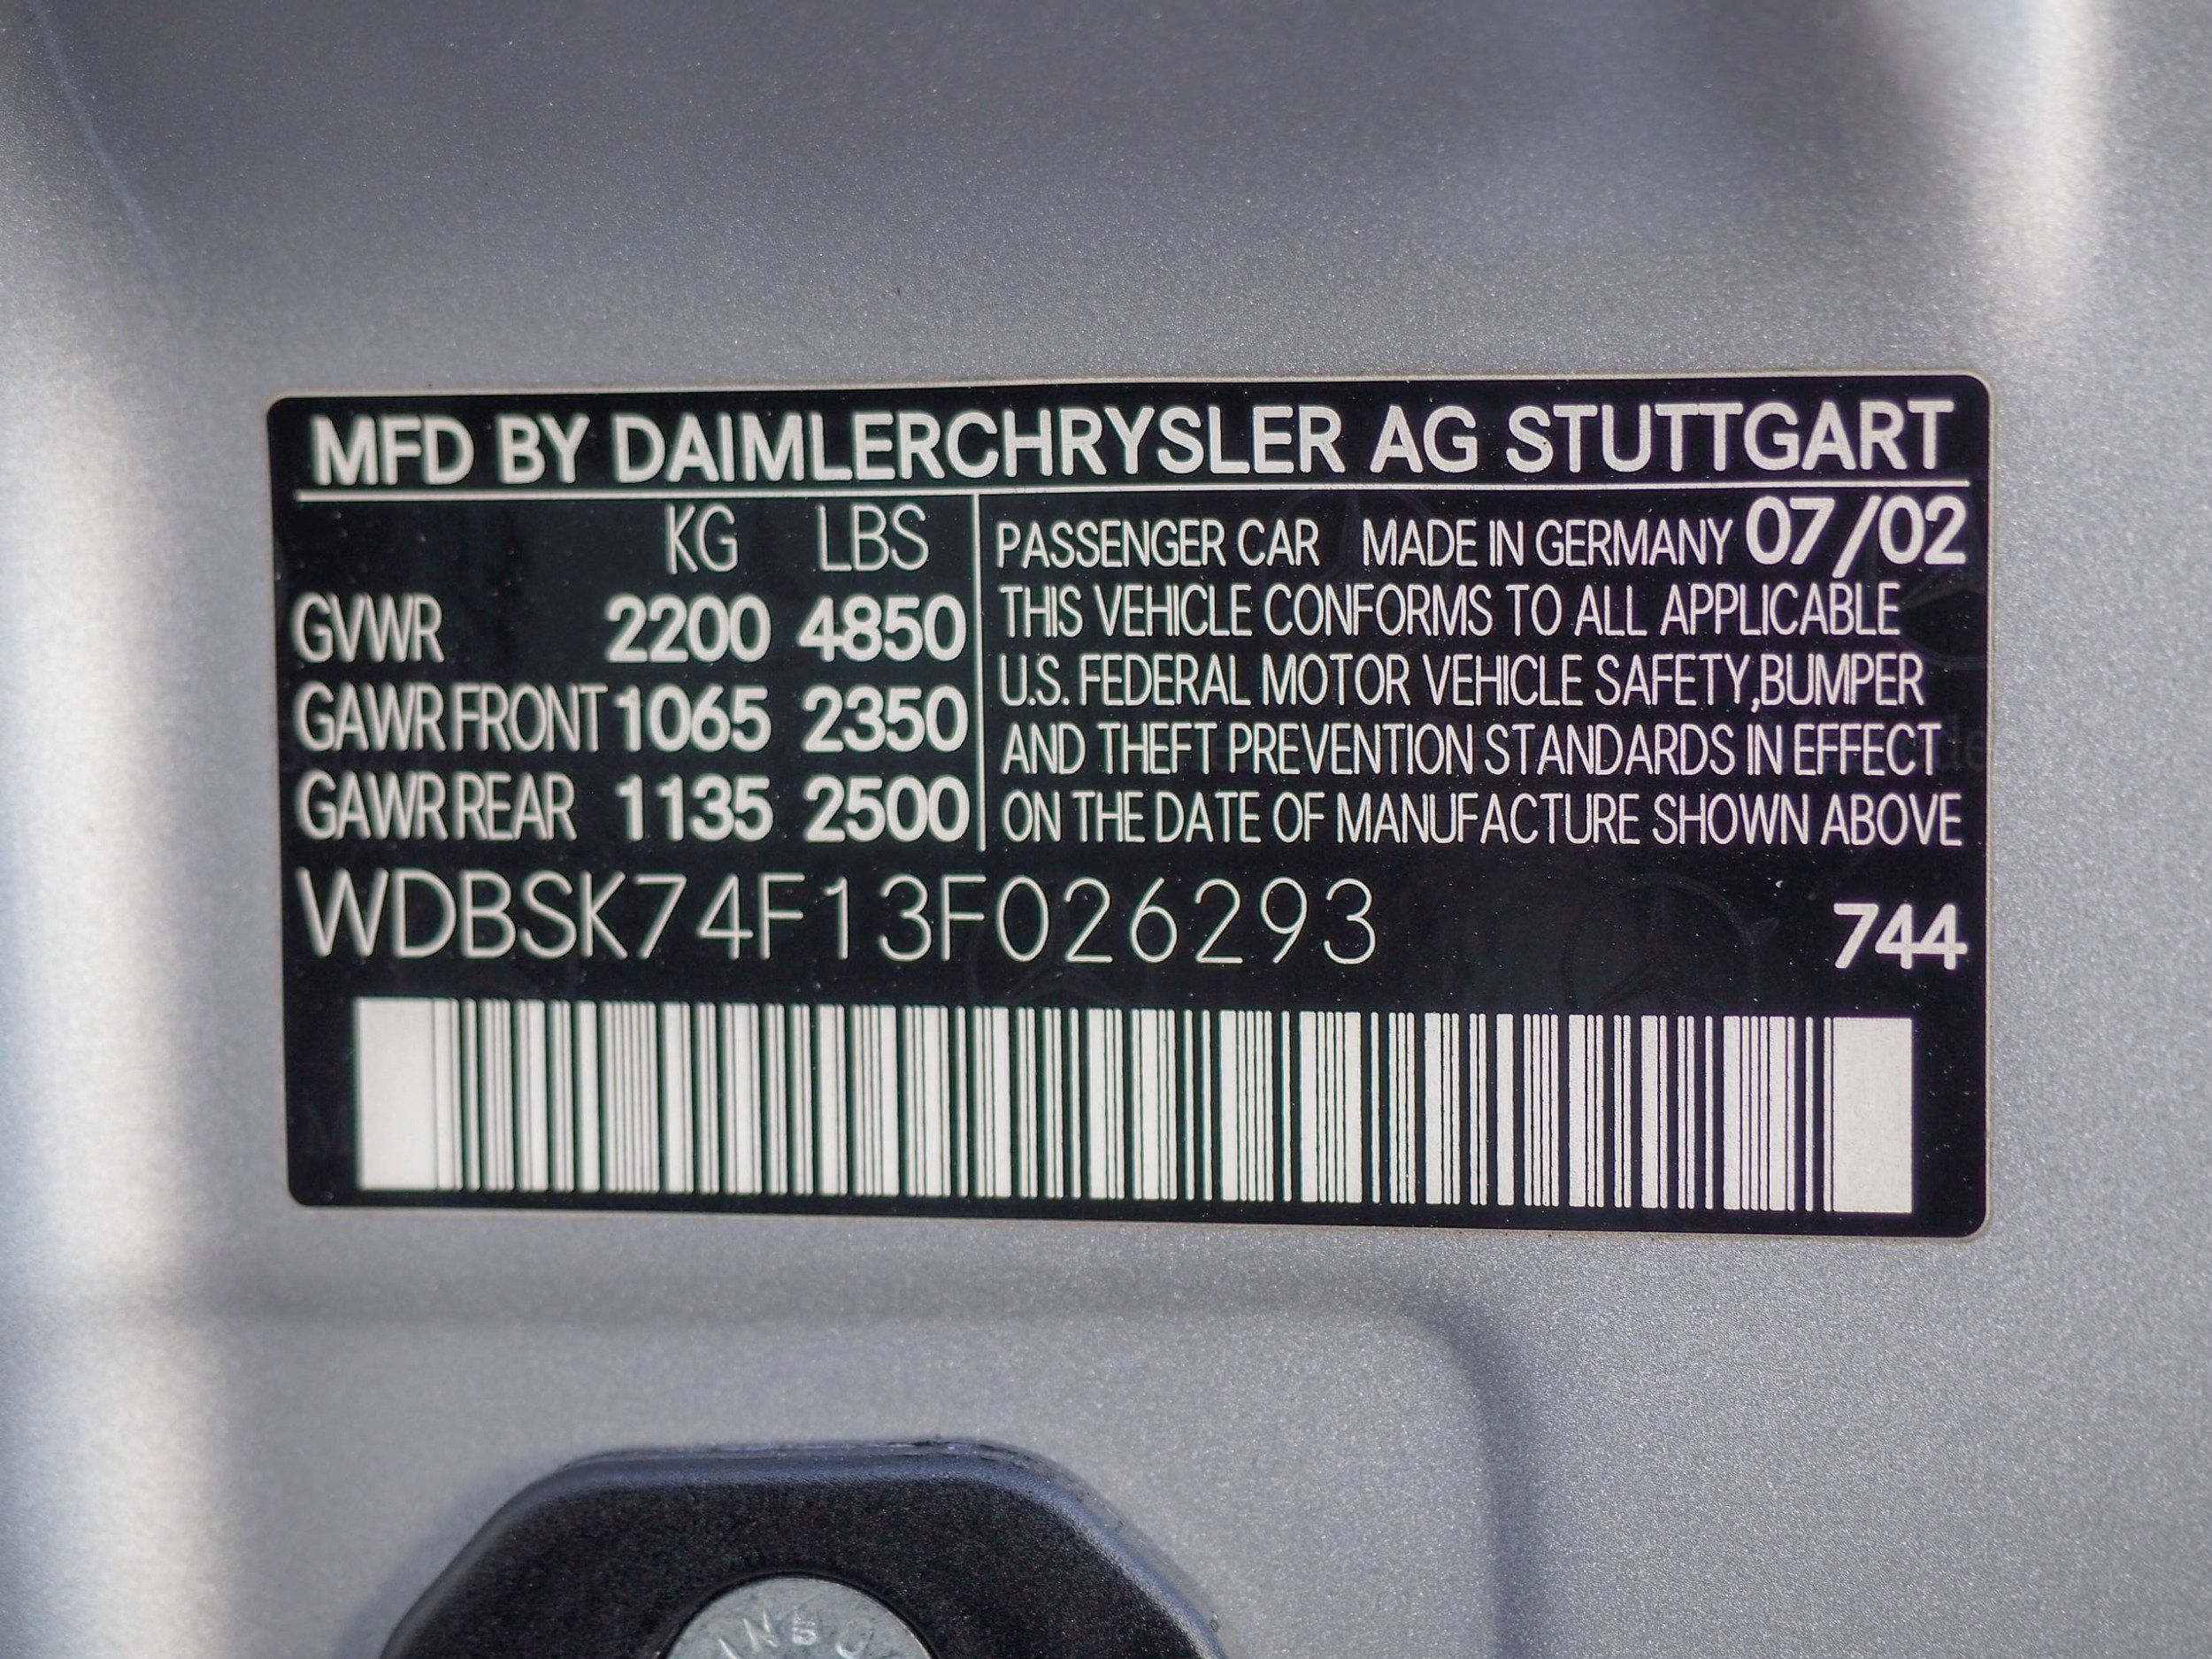 MFD BY DAIMLERCHRYSLER AG STUTTGART
KG LBS
GVWR 2200 4850
GAWR FRONT 1065 2350
GAWR REAR 1135 2500
PASSENGER CAR MADE IN GERMANY 07/02
THIS VEHICLE CONFORMS TO ALL APPLICABLE
U.S. FEDERAL MOTOR VEHICLE SAFETY,BUMPER
AND THEFT PREVENTION STANDARDS IN EFFECT
ON THE DATE OF MANUFACTURE SHOWN ABOVE
WDBSK74F13F026293
744